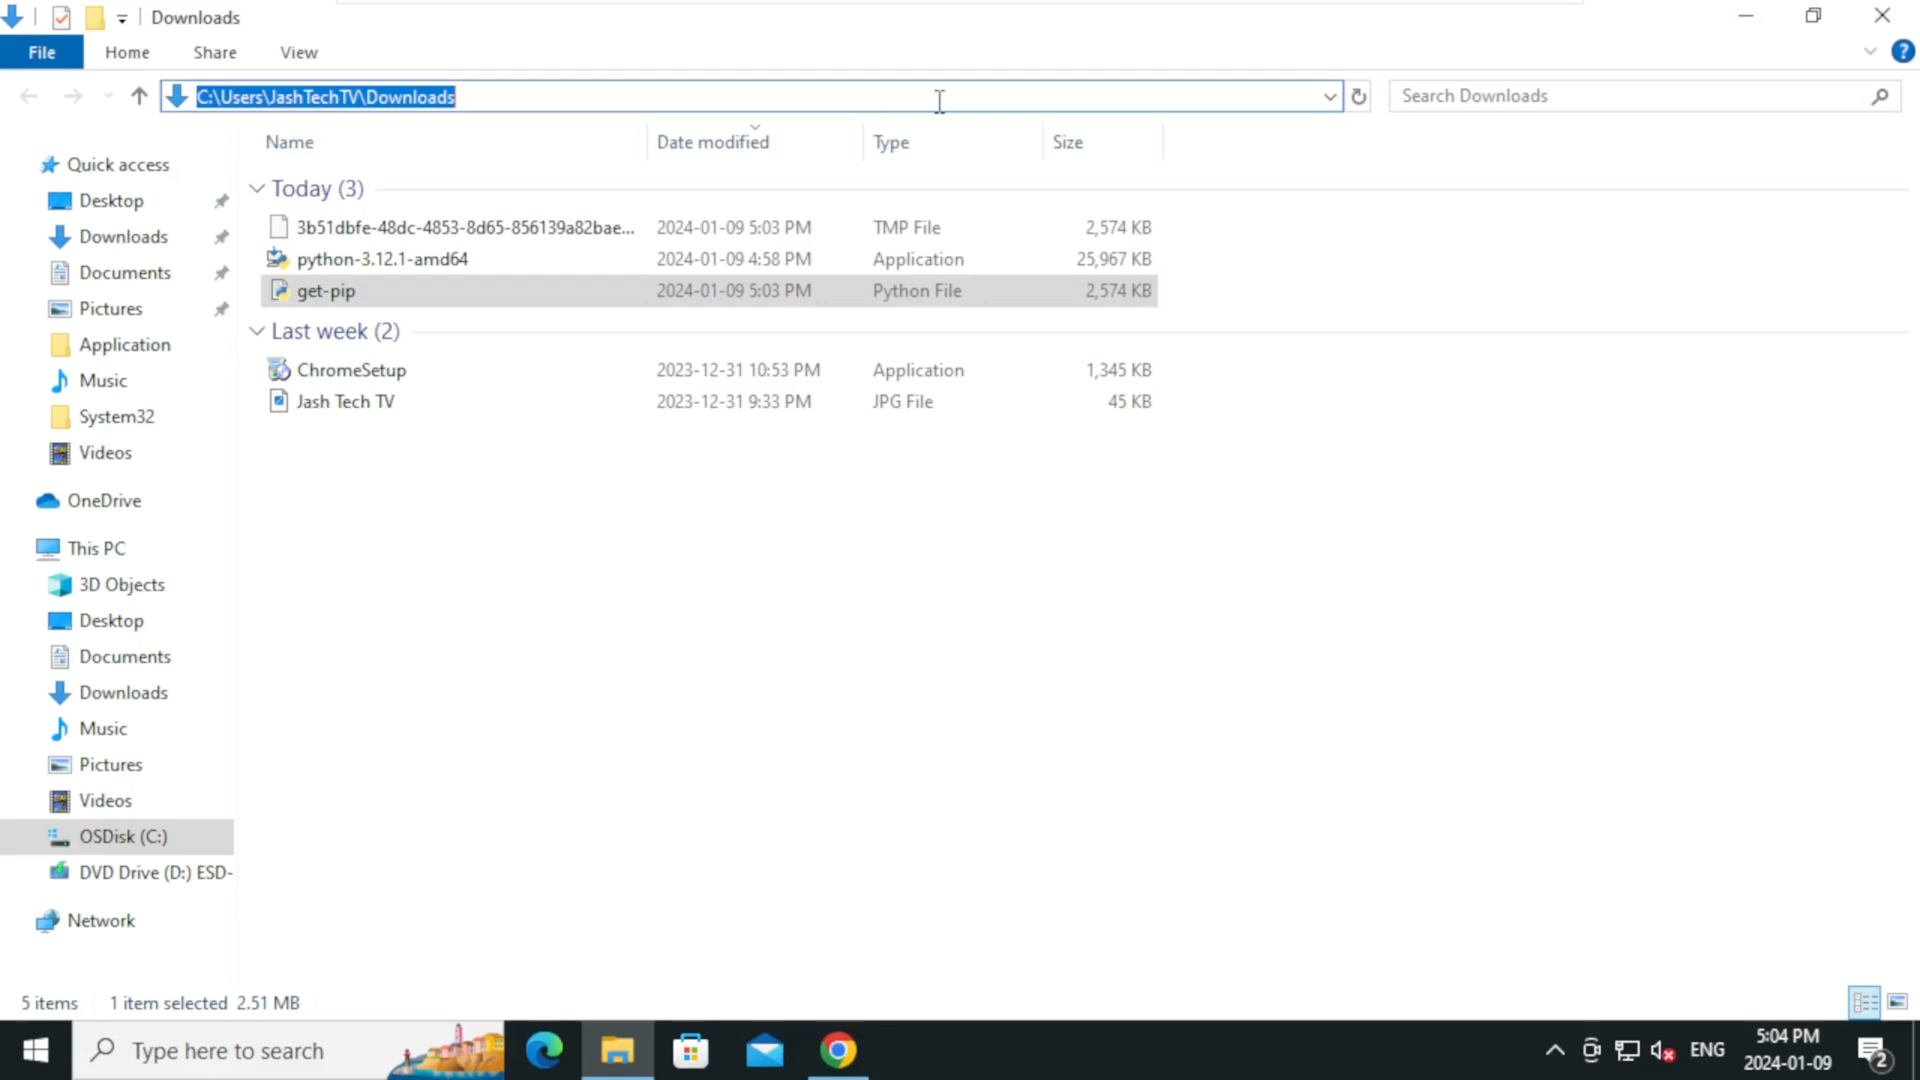 Downloads
File Home Share View
C:\Users\JashTechTV\Downloads
Search Downloads
Name Date modified Type Size
Quick access
Desktop
Downloads
Documents
Pictures
Application
Music
System32
Videos
OneDrive
This PC
3D Objects
Desktop
Documents
Downloads
Music
Pictures
Videos
OSDisk (C:)
DVD Drive (D:) ESD-
Network
Today (3)
3b51dbfe-48dc-4853-8d65-856139a82bae... 2024-01-09 5:03 PM TMP File 2,574 KB
python-3.12.1-amd64 2024-01-09 4:58 PM Application 25,967 KB
get-pip 2024-01-09 5:03 PM Python File 2,574 KB
Last week (2)
ChromeSetup 2023-12-31 10:53 PM Application 1,345 KB
Jash Tech TV 2023-12-31 9:33 PM JPG File 45 KB
5 items 1 item selected 2.51 MB
Type here to search
ENG
5:04 PM
2024-01-09
2